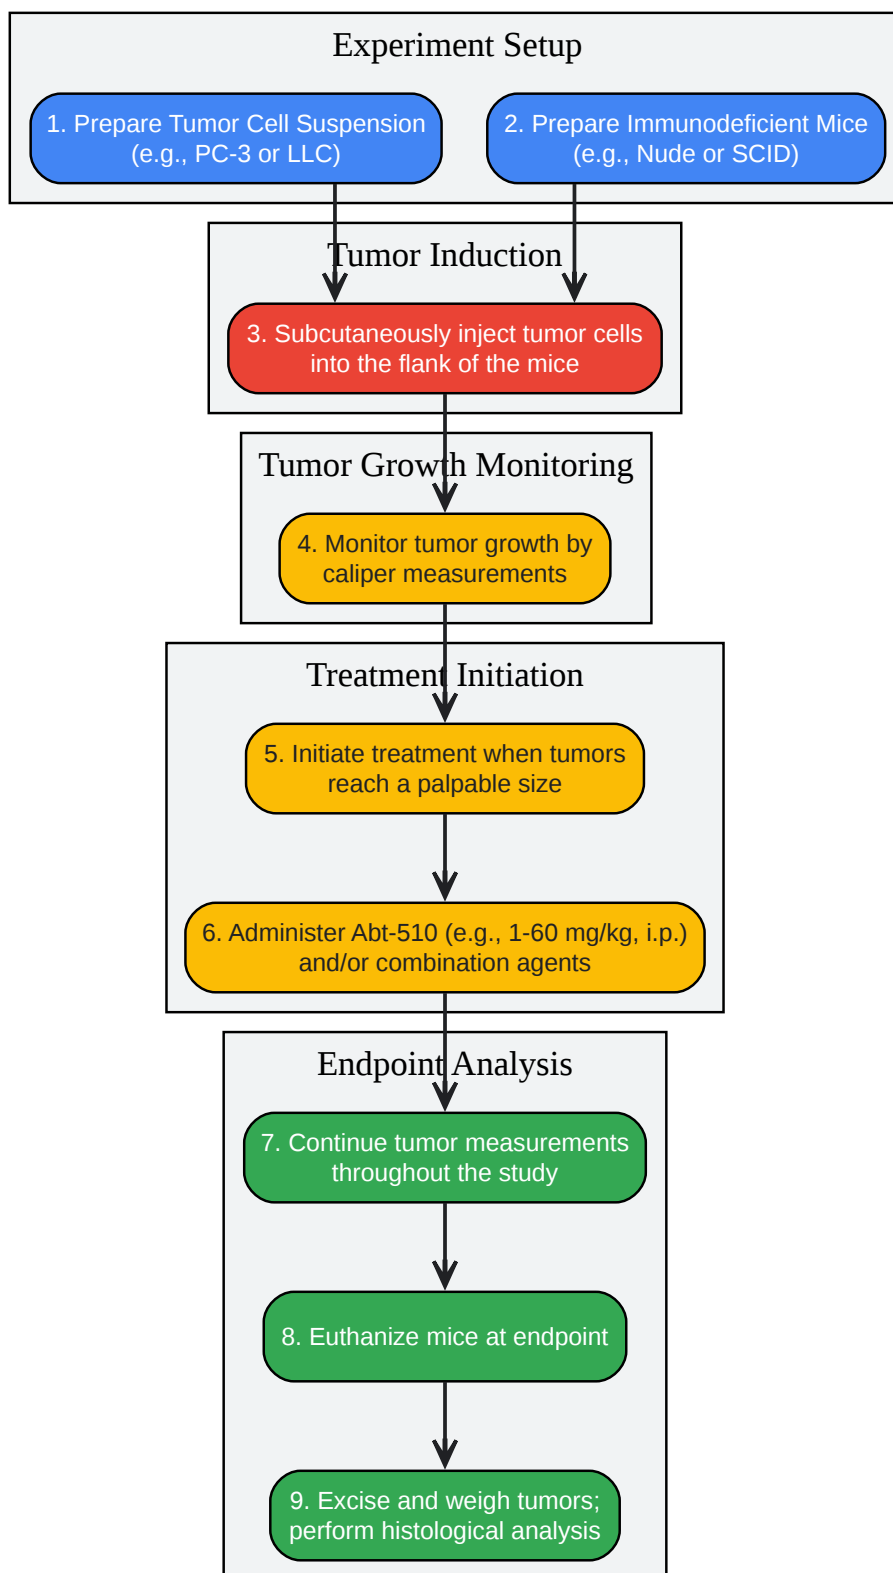 Experiment Setup
1. Prepare Tumor Cell Suspension
(e.g., PC-3 or LLC)
2. Prepare Immunodeficient Mice
(e.g., Nude or SCID)
Tumor Induction
3. Subcutaneously inject tumor cells
into the flank of the mice
Tumor Growth Monitoring
4. Monitor tumor growth by
caliper measurements
Treatment Initiation
5. Initiate treatment when tumors
reach a palpable size
6. Administer Abt-510 (e.g., 1-60 mg/kg, i.p.)
and/or combination agents
Endpoint Analysis
7. Continue tumor measurements
throughout the study
8. Euthanize mice at endpoint
9. Excise and weigh tumors;
perform histological analysis